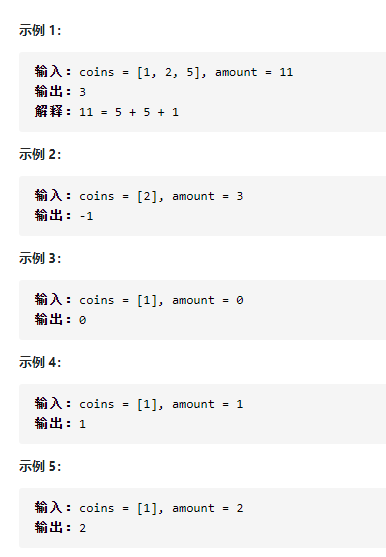 示例 1：
输入：coins = [1, 2, 5], amount = 11
输出：3
解释：11 = 5 + 5 + 1
示例 2：
输入：coins = [2], amount = 3
输出：-1
示例 3：
输入：coins = [1], amount = 0
输出：0
示例 4：
输入：coins = [1], amount = 1
输出：1
示例 5：
输入：coins = [1], amount = 2
输出：2